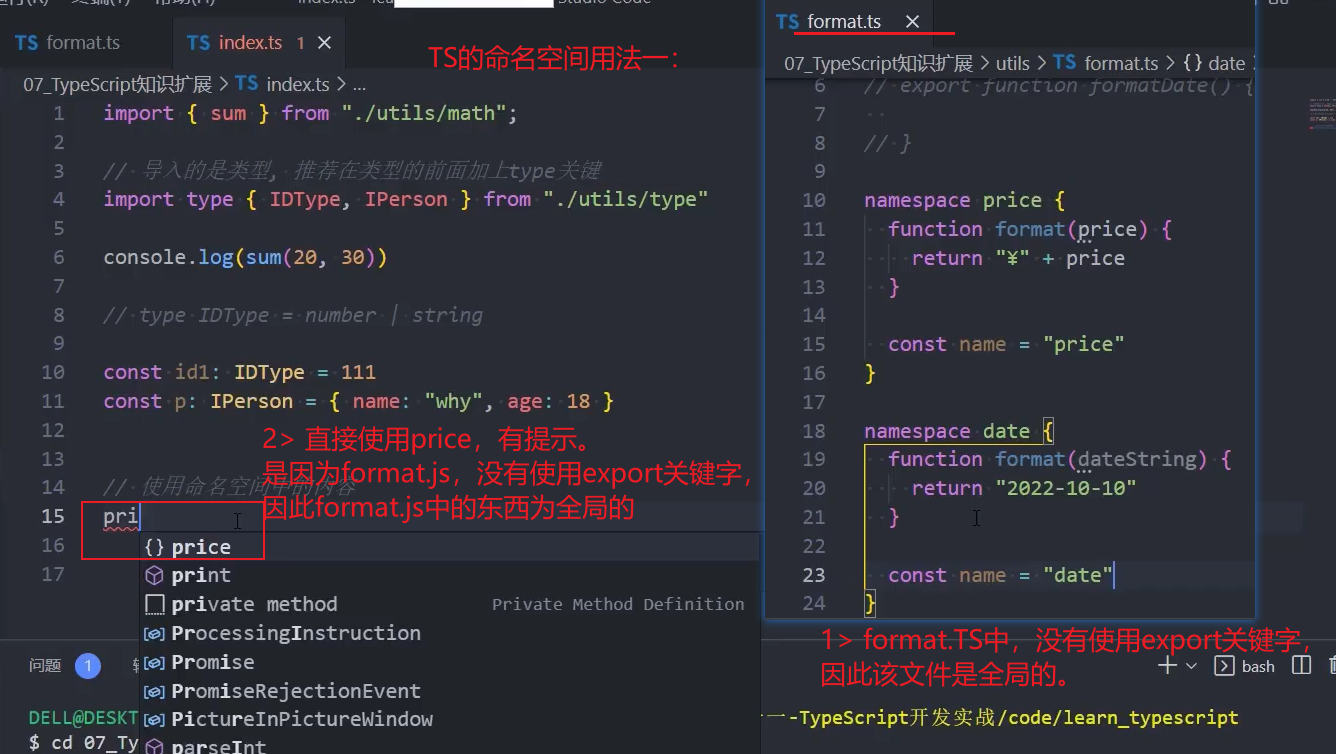 TS format.ts
TS index.ts 1
07_TypeScript知识扩展 > TS index.ts > ...
1 import { sum } from "./utils/math";
2
3 // 导入的是类型, 推荐在类型的前面加上type关键
4 import type { IDType, IPerson } from "./utils/type"
5
6 console.log(sum(20, 30))
7
8 // type IDType = number | string
9
10 const id1: IDType = 111
11 const p: IPerson = { name: "why", age: 18 }
12
13
14 // 使用命名空间中的内容
15 pri
16
17
{} price
print
private method Private Method Definition
ProcessingInstruction
Promise
PromiseRejectionEvent
PictureInPictureWindow
parseInt
TS的命名空间用法一：
2> 直接使用price，有提示。
是因为format.js，没有使用export关键字，
因此format.js中的东西为全局的
TS format.ts
07_TypeScript知识扩展 > utils > TS format.ts > {} date
6 // export function formatDate() {
7
8 // }
9
10 namespace price {
11 function format(price) {
12 return "¥" + price
13 }
14
15 const name = "price"
16 }
17
18 namespace date {
19 function format(dateString) {
20 return "2022-10-10"
21 }
22
23 const name = "date"
24 }
1> format.TS中，没有使用export关键字，
因此该文件是全局的。
问题 1
bash
DELL@DESKT
-TypeScript开发实战/code/learn_typescript
$ cd 07_Ty